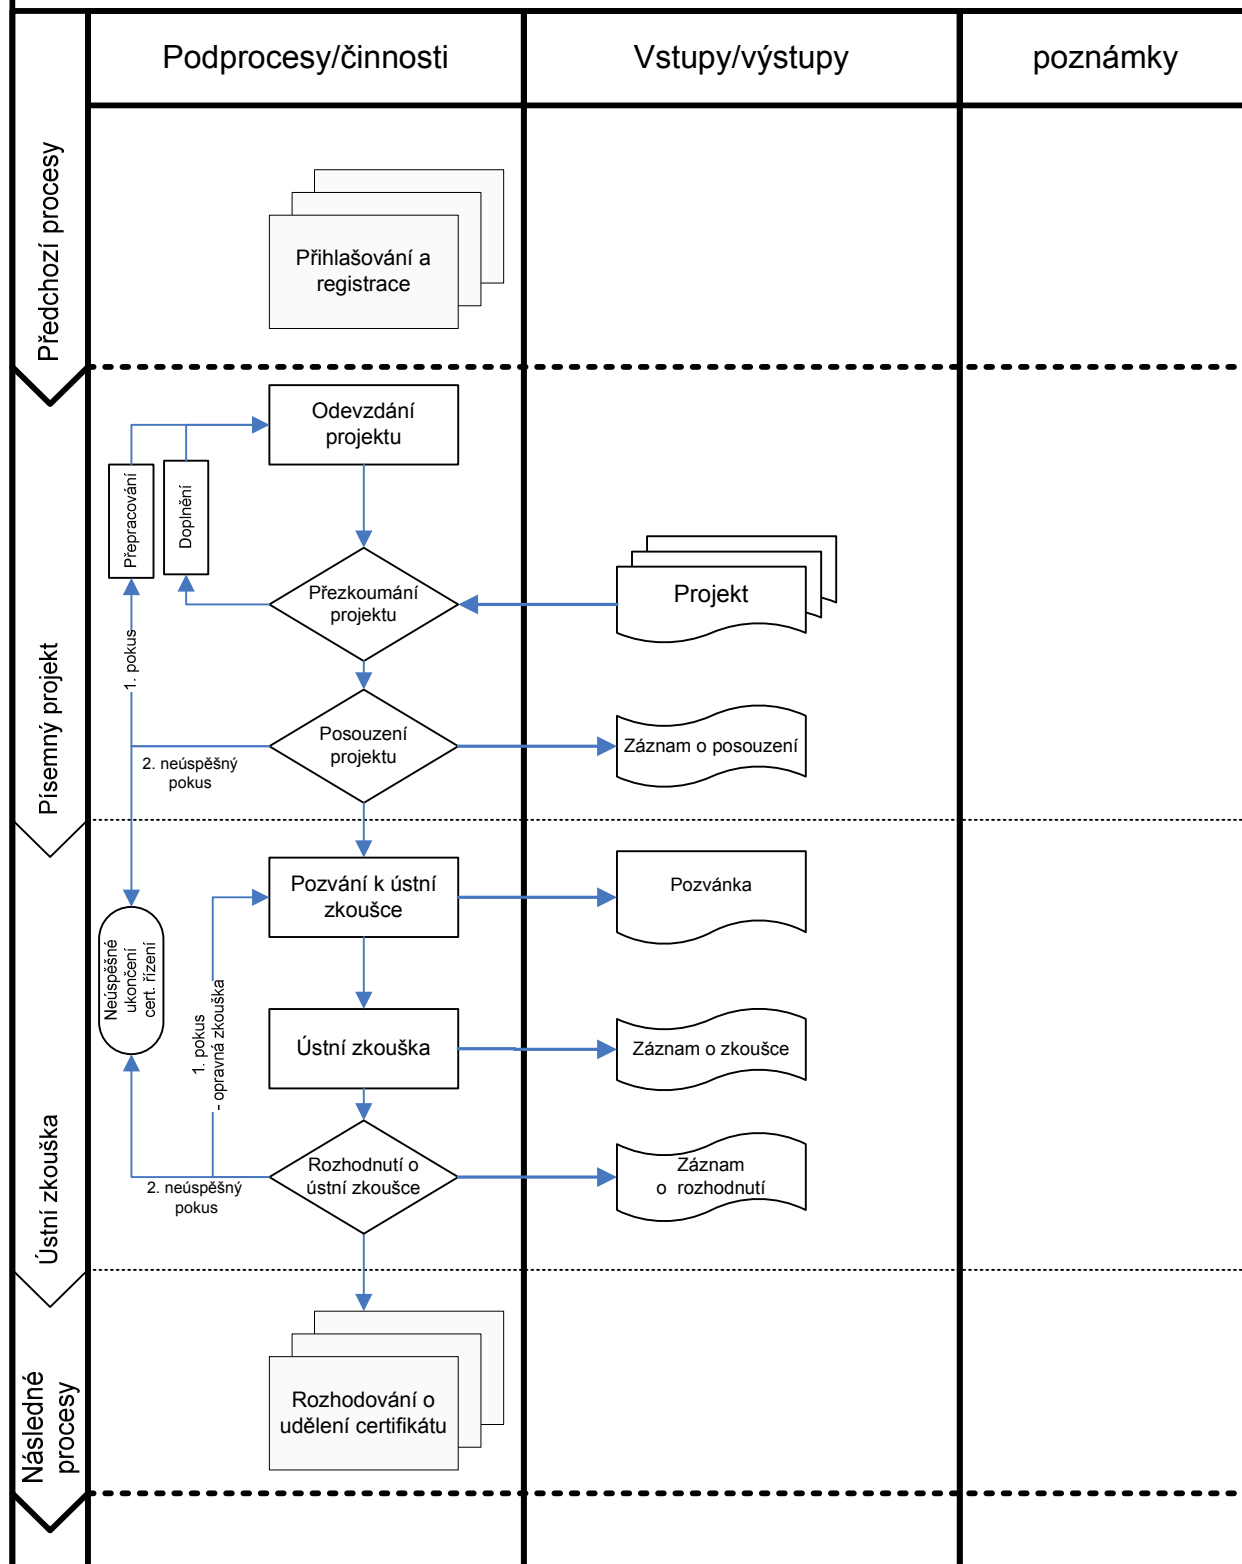 Podprocesy/činnosti
Vstupy/výstupy
poznámky
Předchozí procesy
Přihlašování a
registrace
Písemný projekt
Odevzdání
projektu
Přepracování
Doplnění
Přezkoumání
projektu
Projekt
1. pokus
Posouzení
projektu
2. neúspěšný
pokus
Záznam o posouzení
Ústní zkouška
Pozvání k ústní
zkoušce
Pozvánka
Neúspěšné
ukončení
cert. řízení
1. pokus
- opravná zkouška
Ústní zkouška
Záznam o zkoušce
Rozhodnutí o
ústní zkoušce
2. neúspěšný
pokus
Záznam
o rozhodnutí
Následné
procesy
Rozhodování o
udělení certifikátu